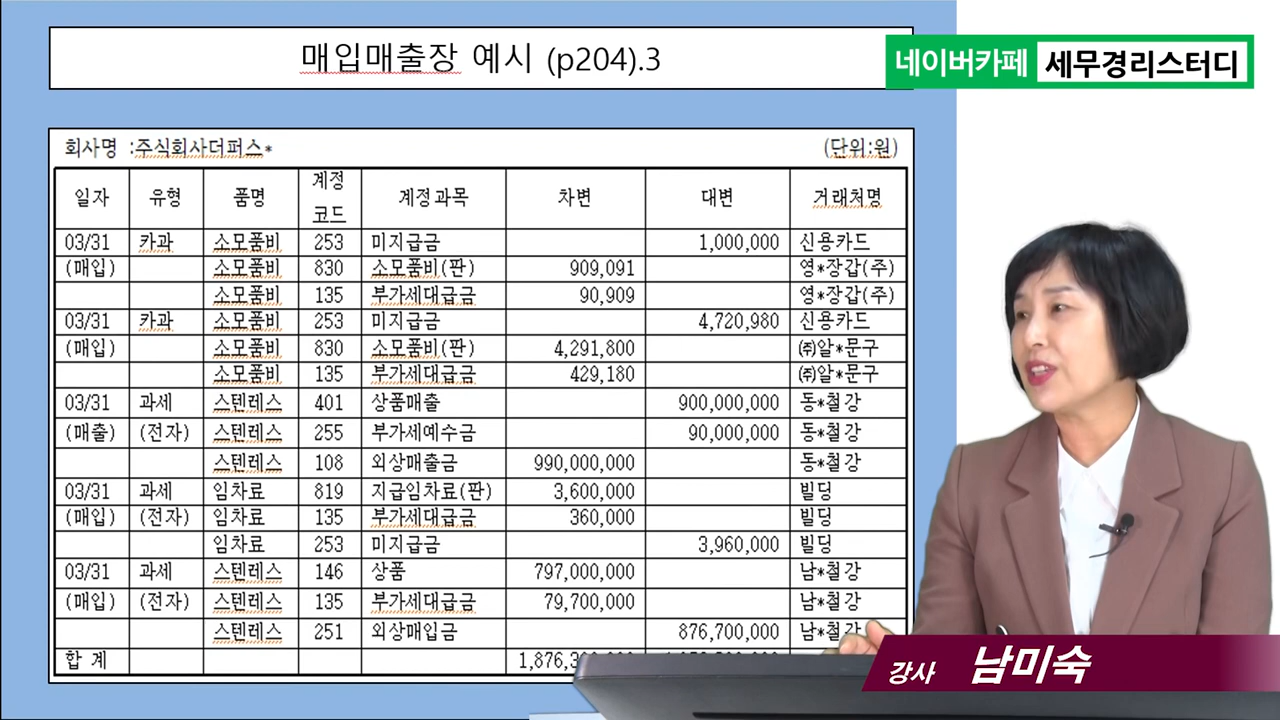 매입매출장 예시 (p204).3
네이버카페 세무경리스터디
회사명 :주식회사더퍼스* (단위:원)
일자 유형 품명 계정코드 계정과목 차변 대변 거래처명
03/31 카과 소모품비 253 미지급금 1,000,000 신용카드
(매입) 소모품비 830 소모품비(판) 909,091 영*장갑(주)
소모품비 135 부가세대급금 90,909 영*장갑(주)
03/31 카과 소모품비 253 미지급금 4,720,980 신용카드
(매입) 소모품비 830 소모품비(판) 4,291,800 ㈜알*문구
소모품비 135 부가세대급금 429,180 ㈜알*문구
03/31 과세 스텐레스 401 상품매출 900,000,000 동*철강
(매출) (전자) 스텐레스 255 부가세예수금 90,000,000 동*철강
스텐레스 108 외상매출금 990,000,000 동*철강
03/31 과세 임차료 819 지급임차료(판) 3,600,000 빌딩
(매입) (전자) 임차료 135 부가세대급금 360,000 빌딩
임차료 253 미지급금 3,960,000 빌딩
03/31 과세 스텐레스 146 상품 797,000,000 남*철강
(매입) (전자) 스텐레스 135 부가세대급금 79,700,000 남*철강
스텐레스 251 외상매입금 876,700,000 남*철강
합 계
강사 남미숙